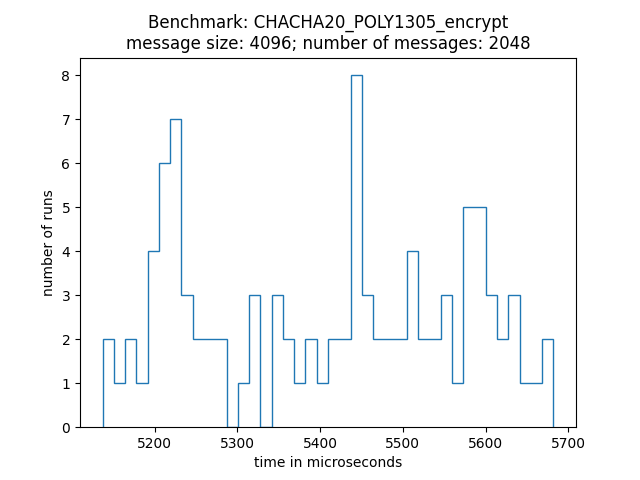 Benchmark: CHACHA20_POLY1305_encrypt
message size: 4096; number of messages: 2048
8
7
6
5
4
3
2
1
0
number of runs
5200 5300 5400 5500 5600 5700
time in microseconds